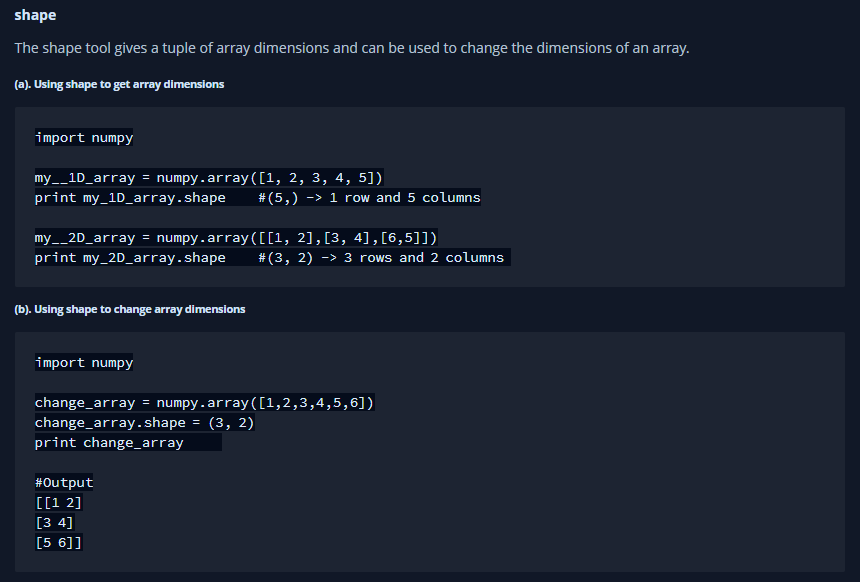 shape
The shape tool gives a tuple of array dimensions and can be used to change the dimensions of an array.
(a). Using shape to get array dimensions
import numpy
my__1D_array = numpy.array([1, 2, 3, 4, 5])
print my_1D_array.shape    #(5,) -> 1 row and 5 columns
my__2D_array = numpy.array([[1, 2],[3, 4],[6,5]])
print my_2D_array.shape    #(3, 2) -> 3 rows and 2 columns
(b). Using shape to change array dimensions
import numpy
change_array = numpy.array([1,2,3,4,5,6])
change_array.shape = (3, 2)
print change_array
#Output
[[1 2]
[3 4]
[5 6]]